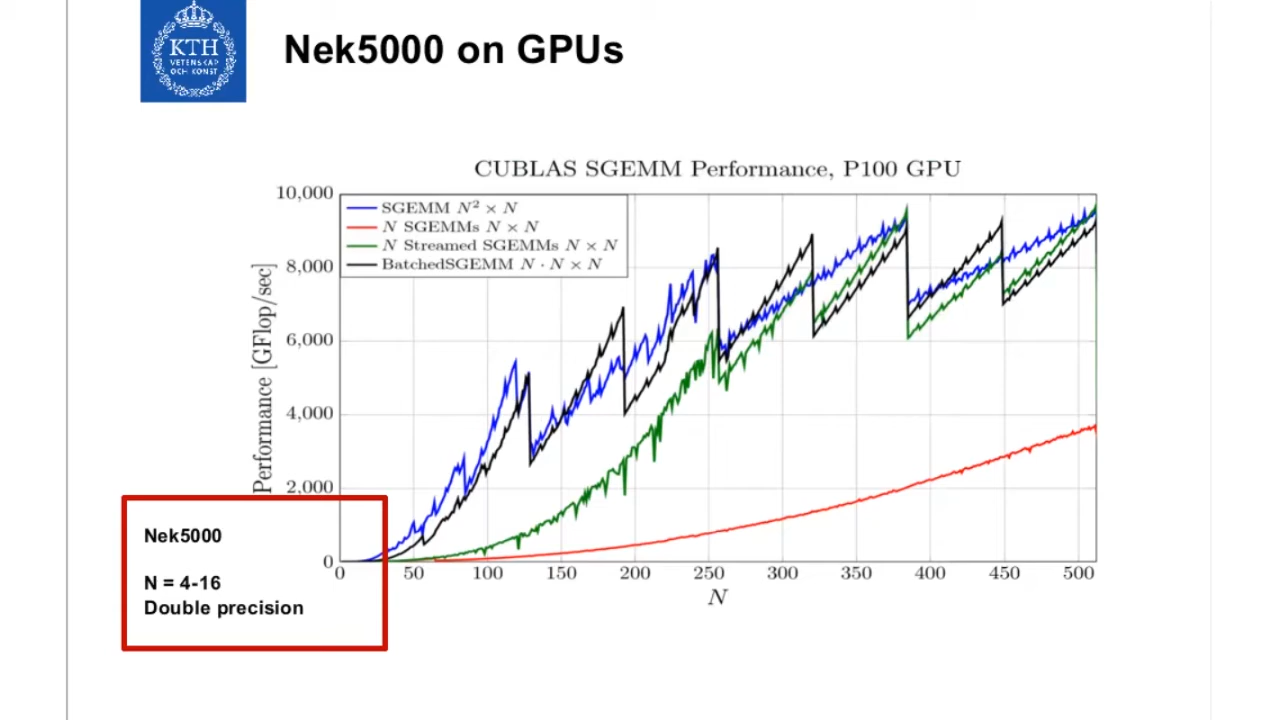 KTH
VETENSKAP
OCH KONST
Nek5000 on GPUs
CUBLAS SGEMM Performance, P100 GPU
SGEMM N² × N
N SGEMMs N × N
N Streamed SGEMMs N × N
BatchedSGEMM N · N × N
Performance [GFlop/sec]
10,000
8,000
6,000
4,000
2,000
0
0 50 100 150 200 250 300 350 400 450 500
N
Nek5000
N = 4-16
Double precision